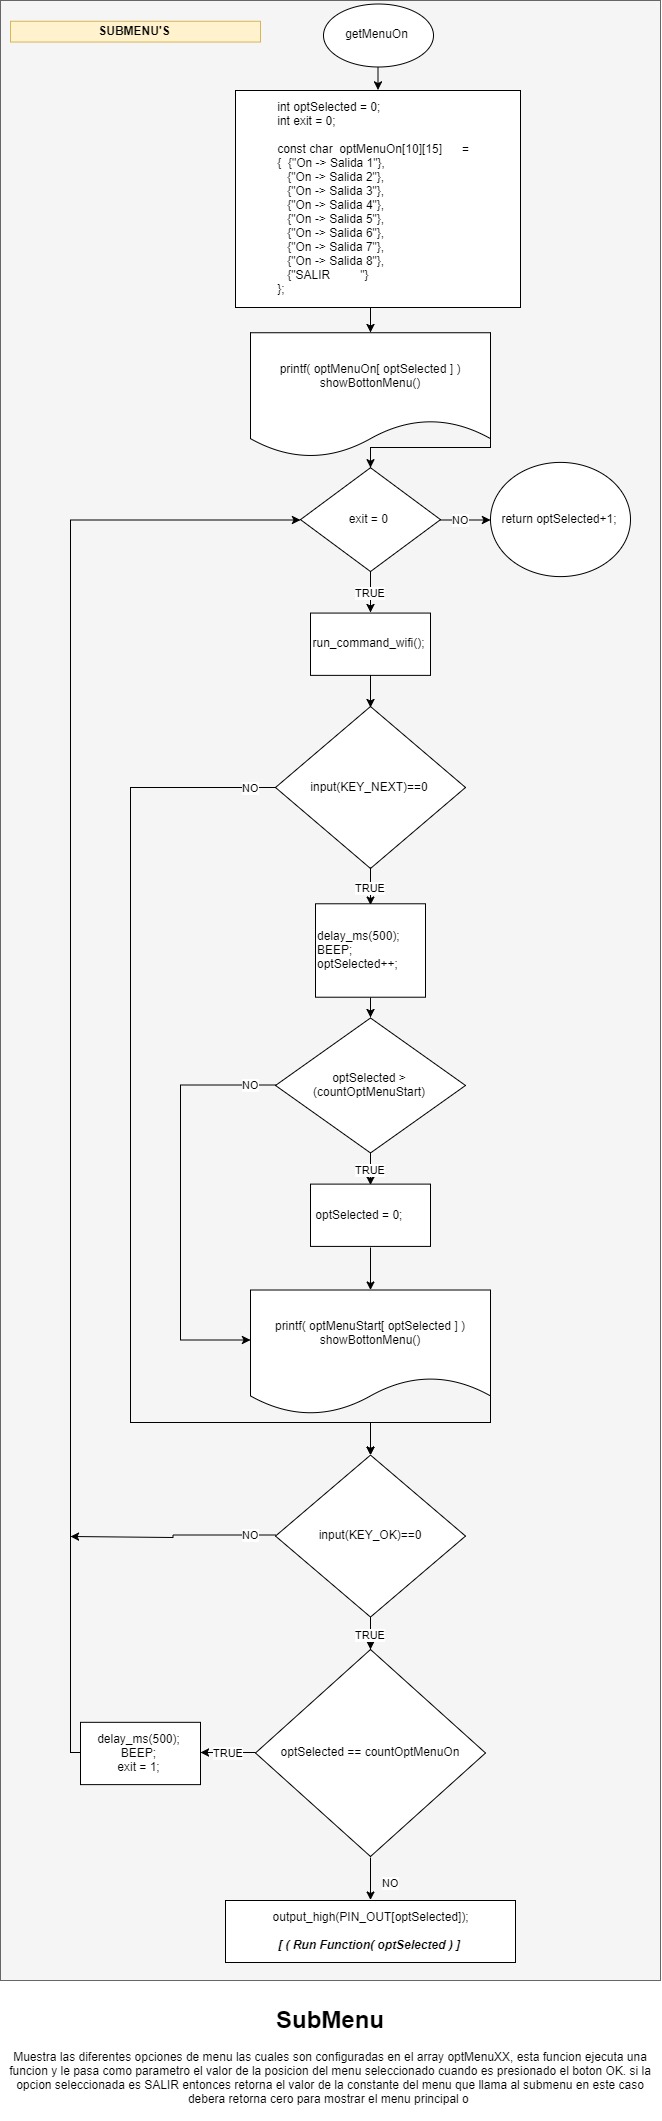 SUBMENU'S
getMenuOn
int optSelected = 0;
int exit = 0;
const char  optMenuOn[10][15]      =
{  {"On -> Salida 1"},
{"On -> Salida 2"},
{"On -> Salida 3"},
{"On -> Salida 4"},
{"On -> Salida 5"},
{"On -> Salida 6"},
{"On -> Salida 7"},
{"On -> Salida 8"},
{"SALIR         "}
};
printf( optMenuOn[ optSelected ] )
showBottonMenu()
exit = 0
NO
return optSelected+1;
TRUE
run_command_wifi();
input(KEY_NEXT)==0
NO
TRUE
delay_ms(500);
BEEP;
optSelected++;
optSelected >
(countOptMenuStart)
NO
TRUE
optSelected = 0;
printf( optMenuStart[ optSelected ] )
showBottonMenu()
input(KEY_OK)==0
NO
TRUE
optSelected == countOptMenuOn
TRUE
delay_ms(500);
BEEP;
exit = 1;
NO
output_high(PIN_OUT[optSelected]);
[ ( Run Function( optSelected ) ]
SubMenu
Muestra las diferentes opciones de menu las cuales son configuradas en el array optMenuXX, esta funcion ejecuta una
funcion y le pasa como parametro el valor de la posicion del menu seleccionado cuando es presionado el boton OK. si la
opcion seleccionada es SALIR entonces retorna el valor de la constante del menu que llama al submenu en este caso
debera retorna cero para mostrar el menu principal o